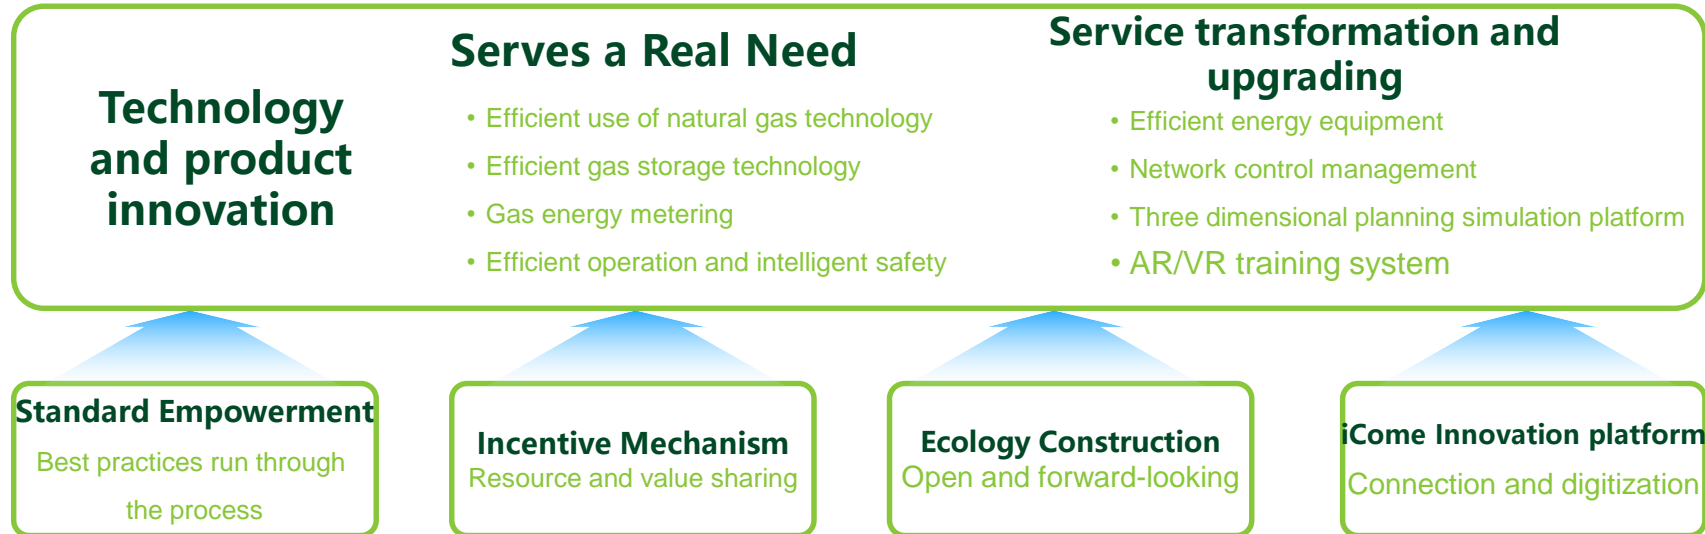 Technology
and product
innovation
Serves a Real Need
• Efficient use of natural gas technology
• Efficient gas storage technology
• Gas energy metering
• Efficient operation and intelligent safety
Service transformation and
upgrading
• Efficient energy equipment
• Network control management
• Three dimensional planning simulation platform
• AR/VR training system
Standard Empowerment
Best practices run through
the process
Incentive Mechanism
Resource and value sharing
Ecology Construction
Open and forward-looking
iCome Innovation platform
Connection and digitization